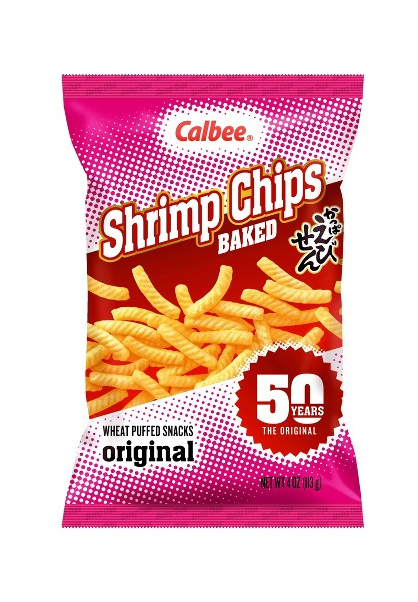 Calbee®
Shrimp Chips
BAKED
かっぱ
えび
せん
WHEAT PUFFED SNACKS
original
50
YEARS
THE ORIGINAL
NET WT 4 OZ (113 g)